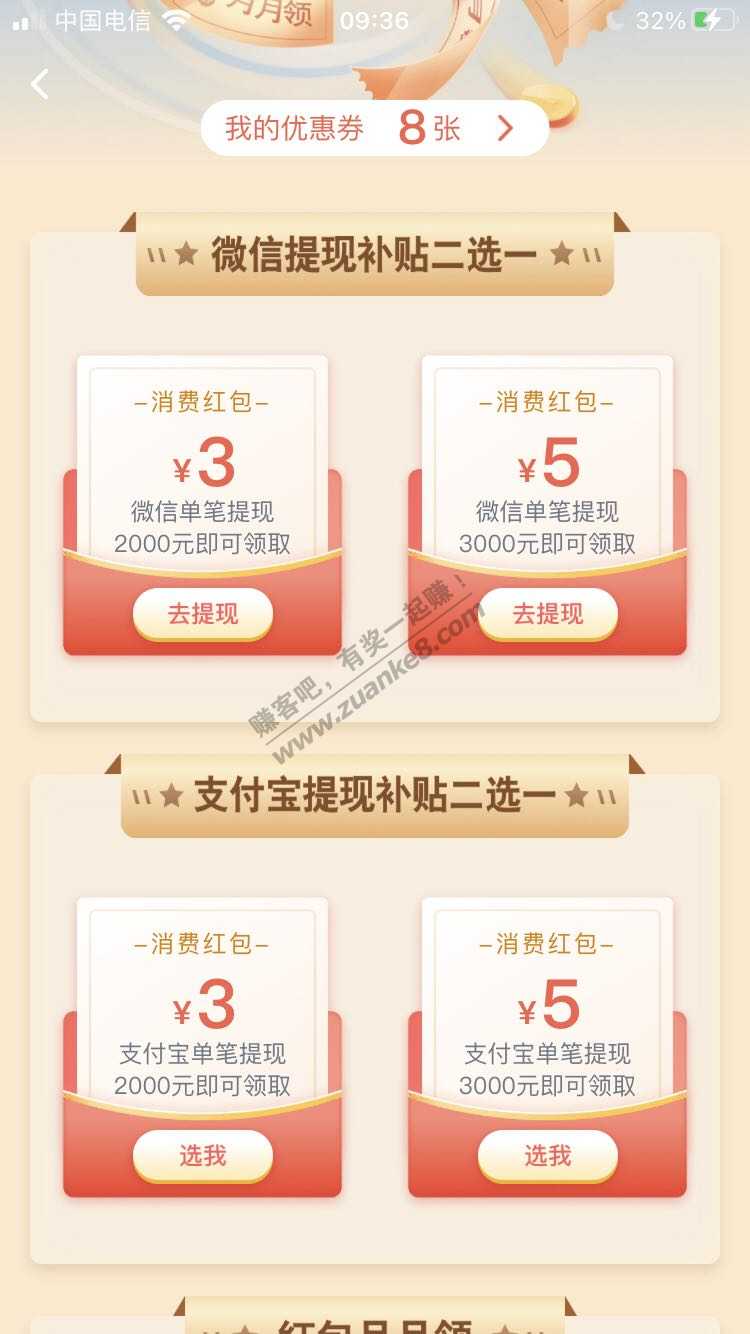 中国电信
月月领
09:36
32%
我的优惠券 8 张
微信提现补贴二选一
消费红包
¥3
微信单笔提现
2000元即可领取
去提现
消费红包
¥5
微信单笔提现
3000元即可领取
去提现
赚客吧，有奖一起赚！
www.zuanke8.com
支付宝提现补贴二选一
消费红包
¥3
支付宝单笔提现
2000元即可领取
选我
消费红包
¥5
支付宝单笔提现
3000元即可领取
选我
红包月月领